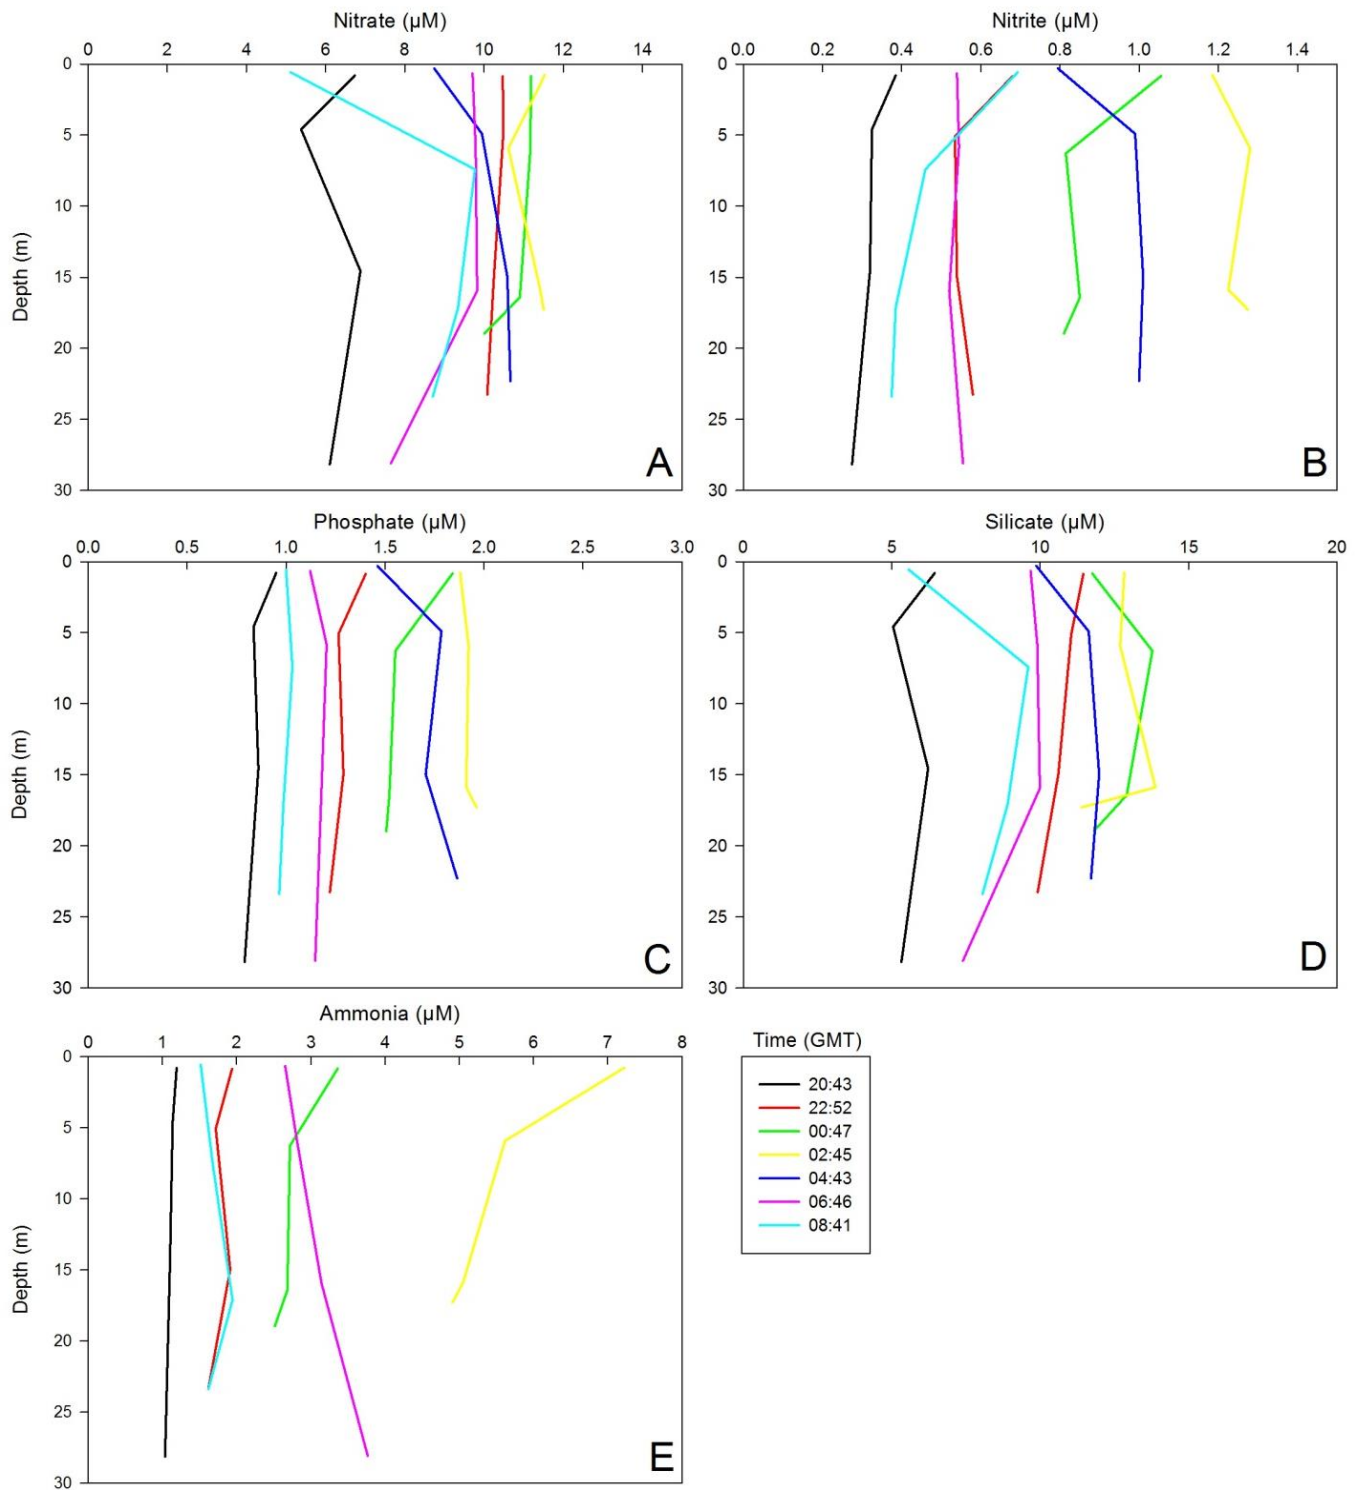 Nitrate (µM)
0 2 4 6 8 10 12 14
0
5
10
15
20
25
30
Depth (m)
A
Nitrite (µM)
0.0 0.2 0.4 0.6 0.8 1.0 1.2 1.4
0
5
10
15
20
25
30
B
Phosphate (µM)
0.0 0.5 1.0 1.5 2.0 2.5 3.0
0
5
10
15
20
25
30
Depth (m)
C
Silicate (µM)
0 5 10 15 20
0
5
10
15
20
25
30
D
Ammonia (µM)
0 1 2 3 4 5 6 7 8
0
5
10
15
20
25
30
Depth (m)
E
Time (GMT)
20:43
22:52
00:47
02:45
04:43
06:46
08:41